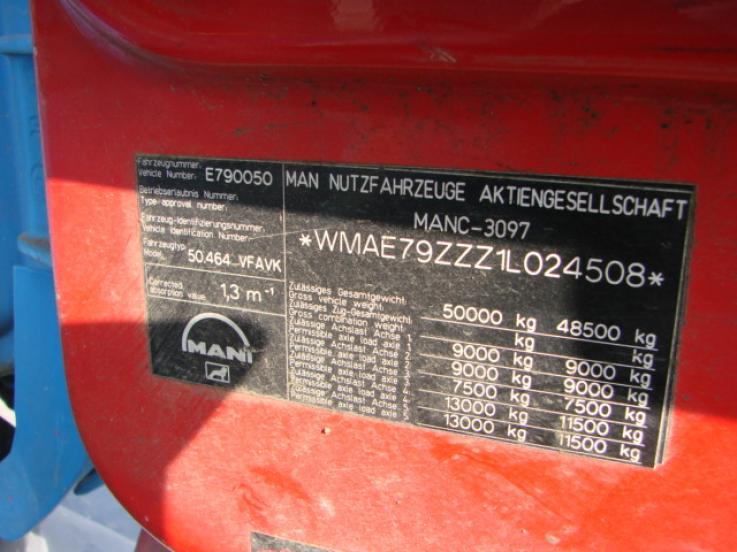 Fahrzeugnummer:
Vehicle Number: E790050
Betriebserlaubnis Nummer:
Type-approval number:
Fahrzeug-Identifizierungsnummer:
Vehicle Identification Number:
Fahrzeugtyp:
Model: 50.464 VFAVK
Corrected
absorption value 1,3 m⁻¹
MAN
MAN NUTZFAHRZEUGE AKTIENGESELLSCHAFT
MANC-3097
*WMAE79ZZZ1L024508*
Zulässiges Gesamtgewicht:
Gross vehicle weight: 50000 kg 48500 kg
Zulässiges Zug-Gesamtgewicht:
Gross combination weight: kg kg
Zulässige Achslast Achse 1:
Permissible axle load axle 1: 9000 kg 9000 kg
Zulässige Achslast Achse 2:
Permissible axle load axle 2: 9000 kg 9000 kg
Zulässige Achslast Achse 3:
Permissible axle load axle 3: 7500 kg 7500 kg
Zulässige Achslast Achse 4:
Permissible axle load axle 4: 13000 kg 11500 kg
Zulässige Achslast Achse 5:
Permissible axle load axle 5: 13000 kg 11500 kg